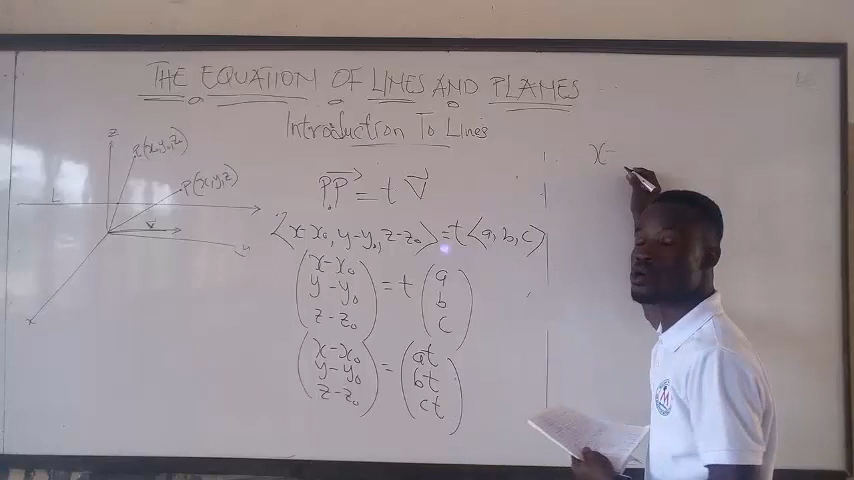 THE EQUATION OF LINES AND PLANES
Introduction To Lines
z
P₀(x₀,y₀,z₀)
P(x,y,z)
L
v⃗
y
x
P₀P⃗ = t v⃗
⟨x-x₀, y-y₀, z-z₀⟩ = t⟨a, b, c⟩
(x-x₀) (a)
(y-y₀) = t (b)
(z-z₀) (c)
(x-x₀) (at)
(y-y₀) = (bt)
(z-z₀) (ct)
x-
M